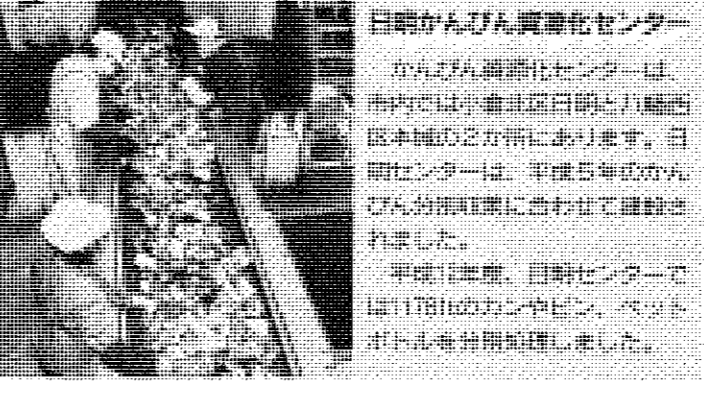 日明かんびん資源化センター
かんびん資源化センターは、
市内では小倉北区日明と八幡西
区本城の2カ所にあります。日
明センターは、平成5年のかん
びん分別収集に合わせて建設さ
れました。
平成 年度、日明センターで
は のカンやビン、ペット
ボトルを分別処理しました。